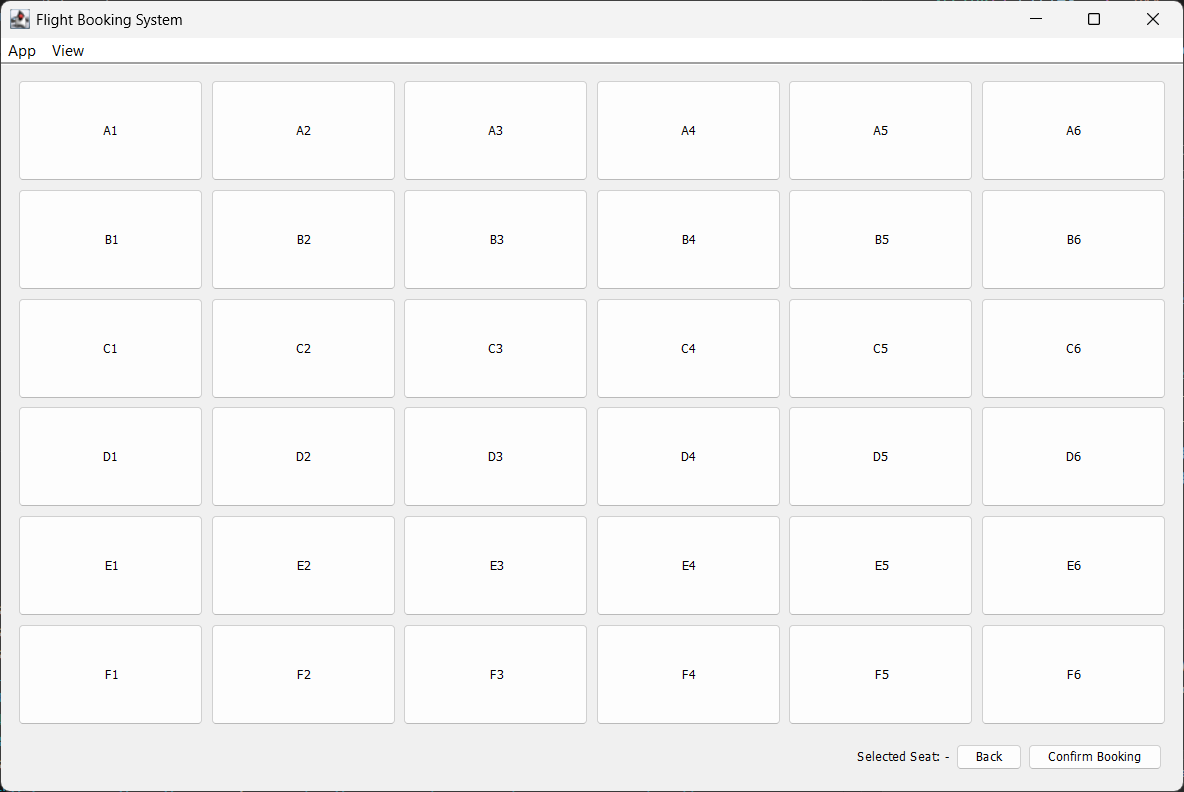 Flight Booking System
App View
A1 A2 A3 A4 A5 A6
B1 B2 B3 B4 B5 B6
C1 C2 C3 C4 C5 C6
D1 D2 D3 D4 D5 D6
E1 E2 E3 E4 E5 E6
F1 F2 F3 F4 F5 F6
Selected Seat: - Back Confirm Booking